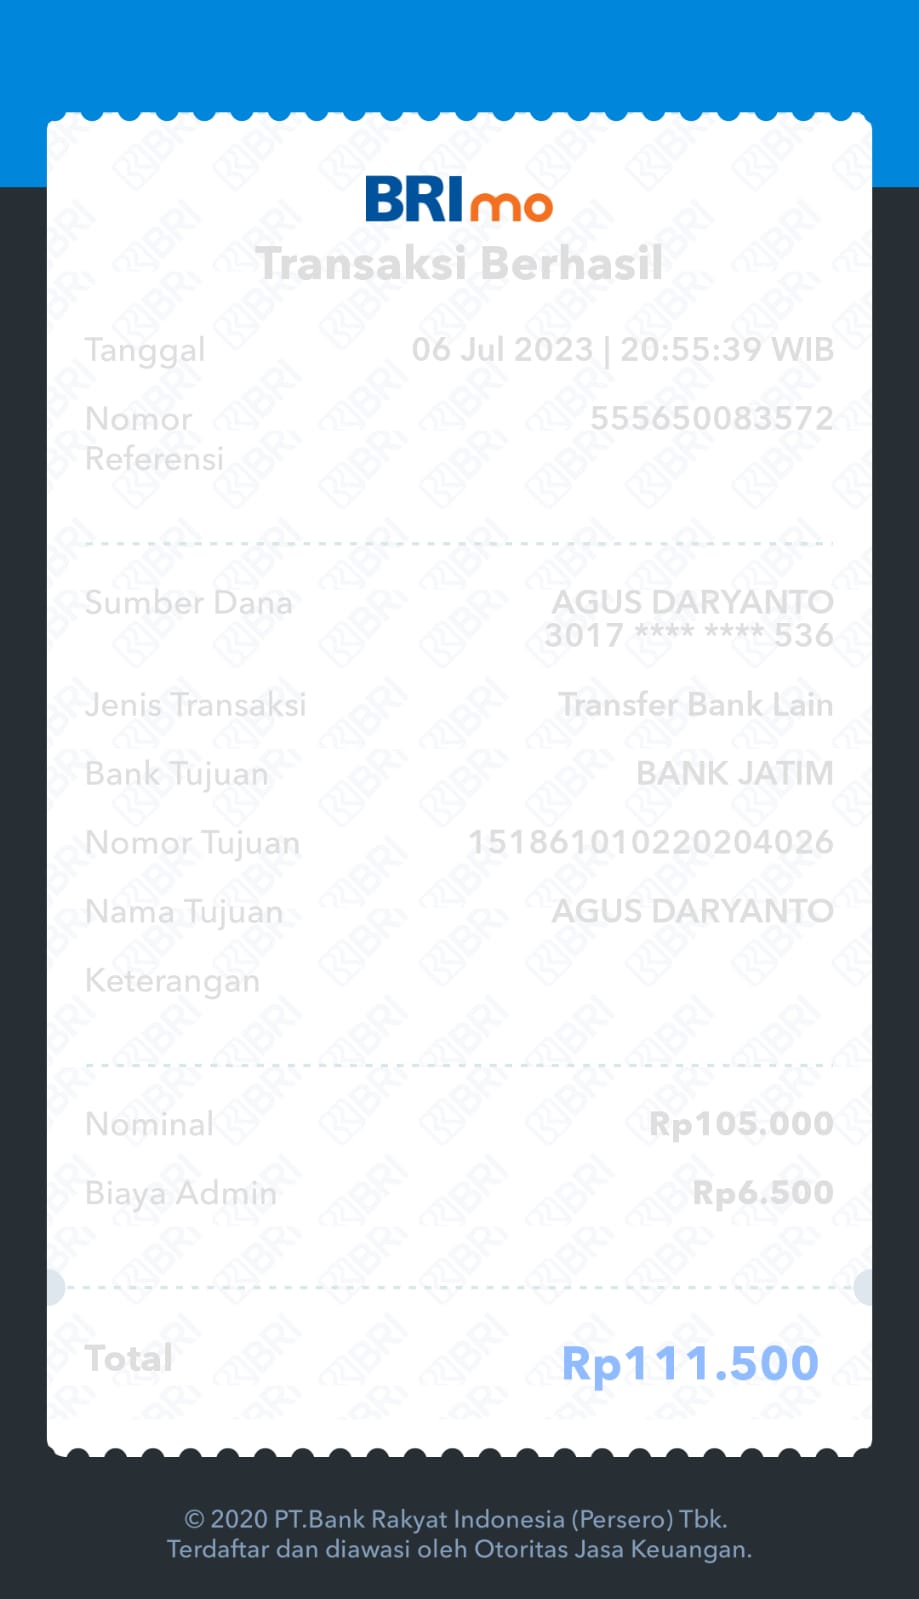 BRImo
Transaksi Berhasil
Tanggal 06 Jul 2023 | 20:55:39 WIB
Nomor 555650083572
Referensi
Sumber Dana AGUS DARYANTO
3017 **** **** 536
Jenis Transaksi Transfer Bank Lain
Bank Tujuan BANK JATIM
Nomor Tujuan 151861010220204026
Nama Tujuan AGUS DARYANTO
Keterangan
Nominal Rp105.000
Biaya Admin Rp6.500
Total Rp111.500
© 2020 PT.Bank Rakyat Indonesia (Persero) Tbk.
Terdaftar dan diawasi oleh Otoritas Jasa Keuangan.